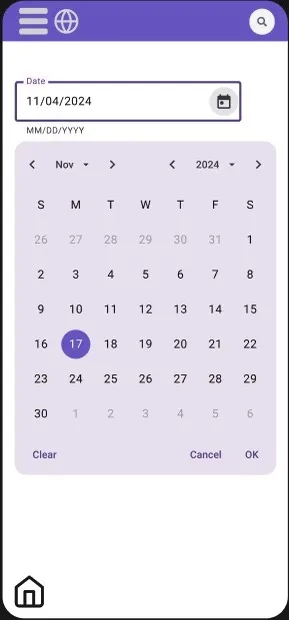 Date
11/04/2024
MM/DD/YYYY
Nov 2024
S M T W T F S
26 27 28 29 30 31 1
2 3 4 5 6 7 8
9 10 11 12 13 14 15
16 17 18 19 20 21 22
23 24 25 26 27 28 29
30 1 2 3 4 5 6
Clear Cancel OK